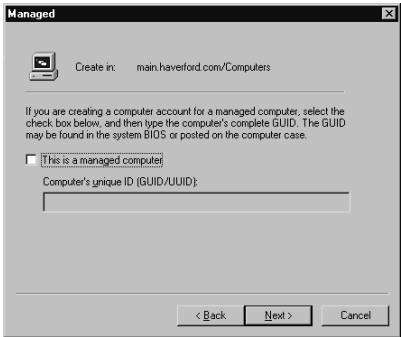 Managed
Create in: main.haverford.com/Computers
If you are creating a computer account for a managed computer, select the
check box below, and then type the computer's complete GUID. The GUID
may be found in the system BIOS or posted on the computer case.
This is a managed computer
Computer's unique ID (GUID/UUID):
< Back Next > Cancel